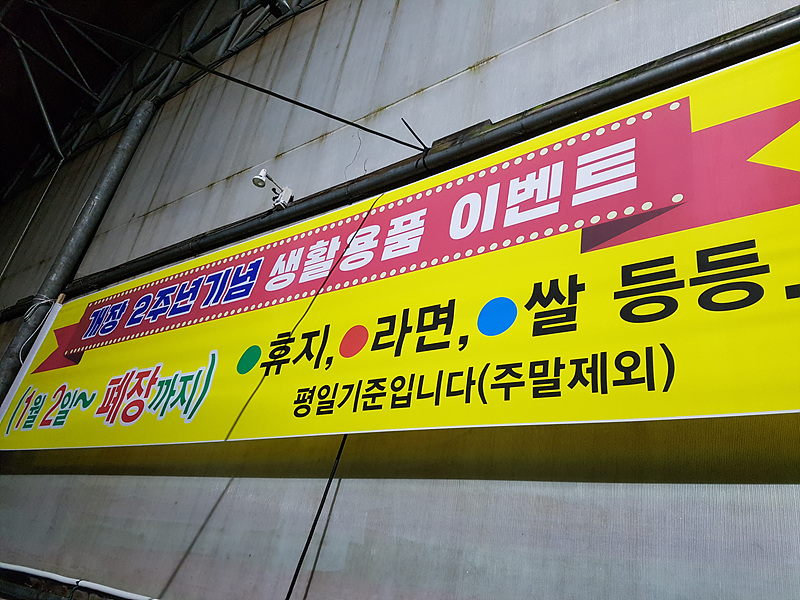 개장 2주년기념 생활용품 이벤트
(1월 2일~ 폐장까지)
●휴지, ●라면, ●쌀 등등..
평일기준입니다(주말제외)